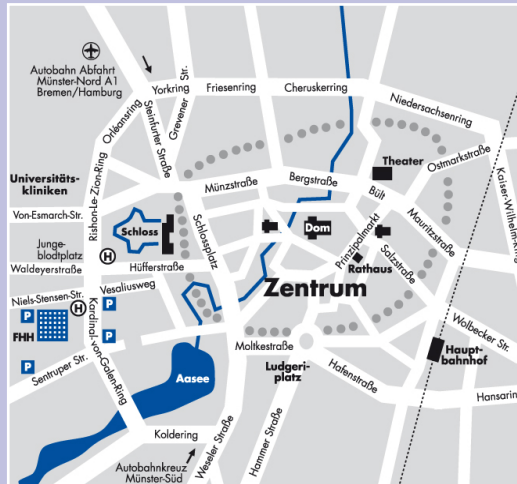 Autobahn Abfahrt
Münster-Nord A1
Bremen/Hamburg
Yorkring
Grevener Str.
Friesenring
Cheruskerring
Niedersachsenring
Orléansring
Steinfurter Straße
Theater
Ostmarkstraße
Universitäts-
kliniken
Rishon-Le-Zion-Ring
Münzstraße
Bergstraße
Bült
Kaiser-Wilhelm-Ring
Von-Esmarch-Str.
Schloss
Schlossplatz
Dom
Prinzipalmarkt
Mauritzstraße
Junge-
blodtplatz
H
Waldeyerstraße
Hüfferstraße
Rathaus
Salzstraße
Niels-Stensen-Str.
Vesaliusweg
Zentrum
H
P
P
FHH
Kardinal-von-Galen-Ring
Wolbecker Str.
P
P
Sentruper Str.
Moltkestraße
Haupt-
bahnhof
Aasee
Ludgeri-
platz
Hafenstraße
Hansarin
Koldering
Weseler Straße
Hammer Straße
Autobahnkreuz
Münster-Süd